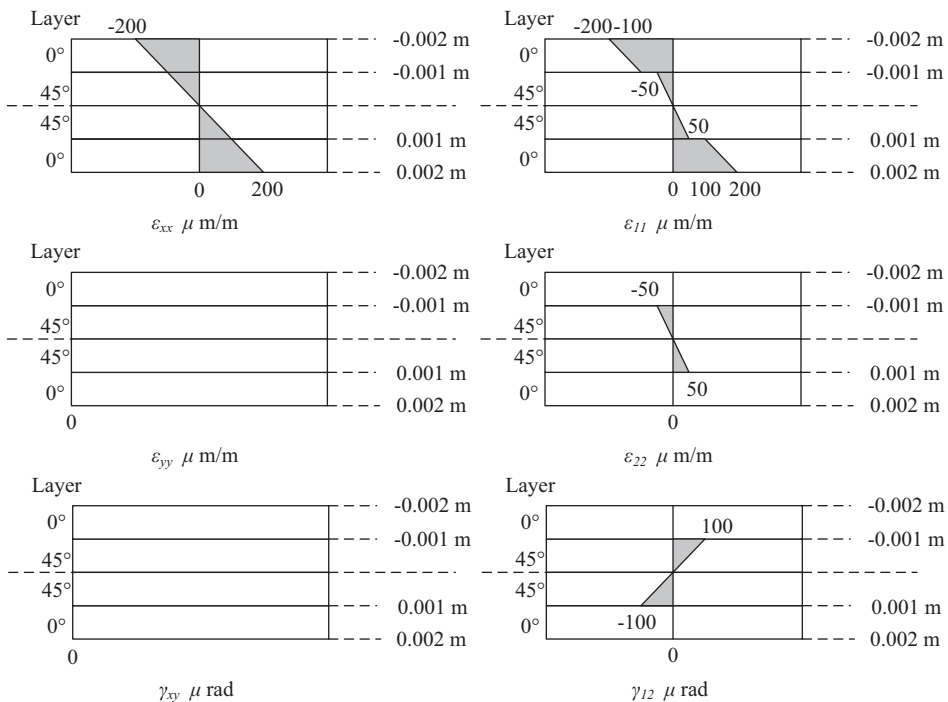 Layer
-200
0°
45°
45°
0°
-0.002 m
-0.001 m
0.001 m
0.002 m
0 200
εxx μ m/m
Layer
-200-100
0°
45°
45°
0°
-50
50
-0.002 m
-0.001 m
0.001 m
0.002 m
0 100 200
ε11 μ m/m
Layer
0°
45°
45°
0°
-0.002 m
-0.001 m
0.001 m
0.002 m
0
εyy μ m/m
Layer
0°
45°
45°
0°
-50
50
-0.002 m
-0.001 m
0.001 m
0.002 m
0
ε22 μ m/m
Layer
0°
45°
45°
0°
-0.002 m
-0.001 m
0.001 m
0.002 m
0
γxy μ rad
Layer
0°
45°
45°
0°
100
-100
-0.002 m
-0.001 m
0.001 m
0.002 m
0
γ12 μ rad